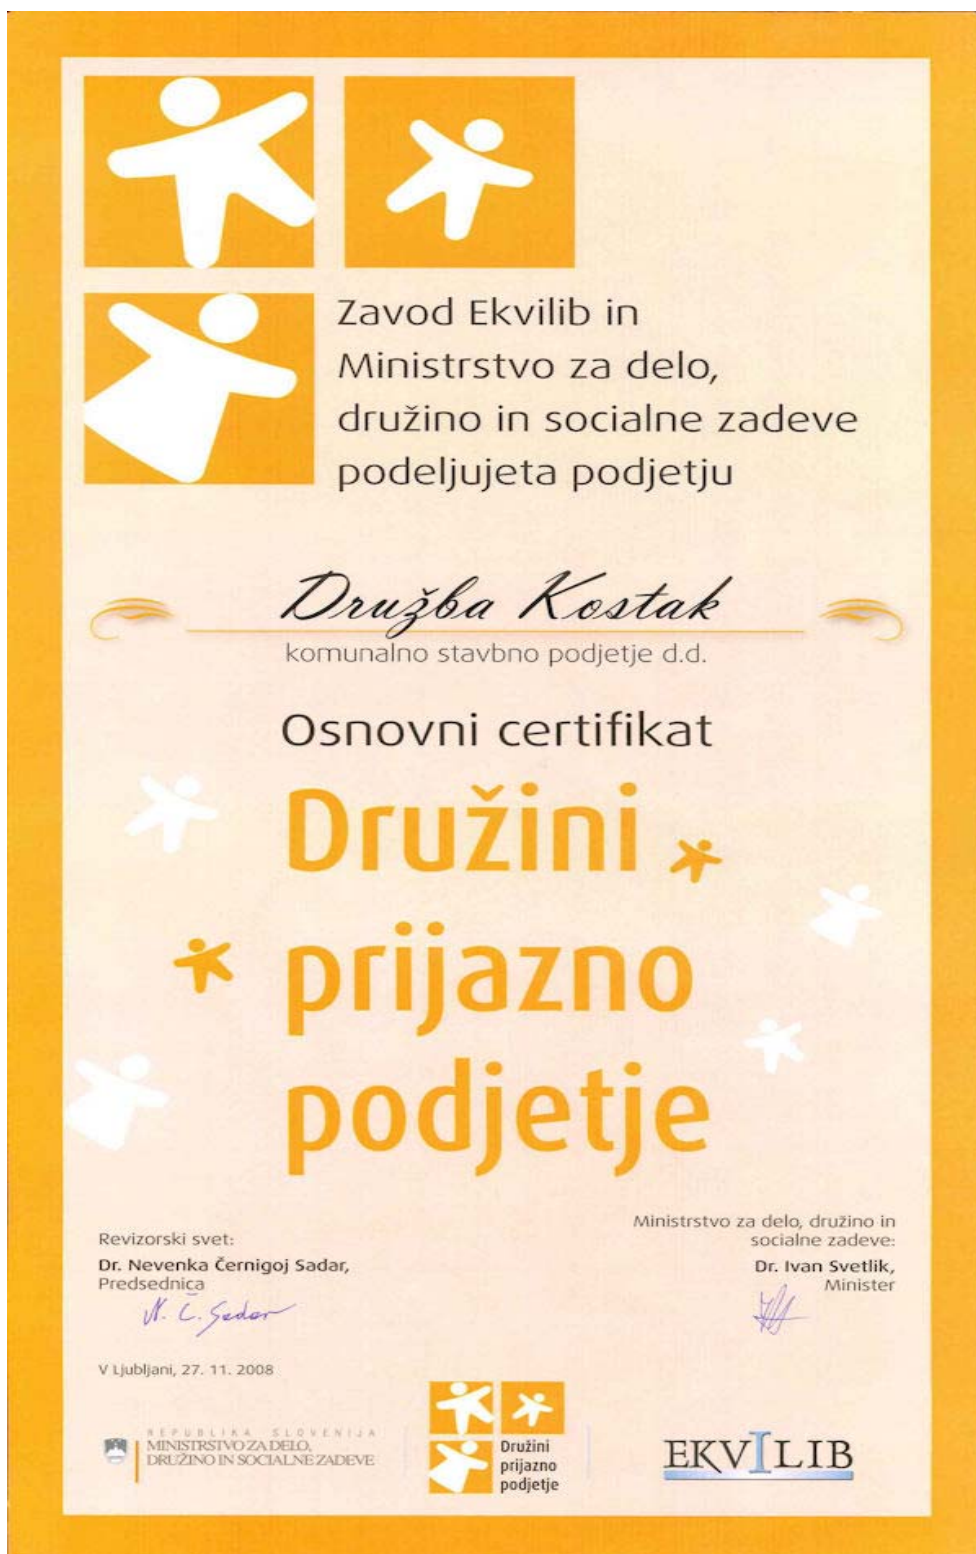 Zavod Ekvilib in
Ministrstvo za delo,
družino in socialne zadeve
podeljujeta podjetju
Družba Kostak
komunalno stavbno podjetje d.d.
Osnovni certifikat
Družini
prijazno
podjetje
Revizorski svet:
Dr. Nevenka Černigoj Sadar,
Predsednica
N. Č. Sadar
V Ljubljani, 27. 11. 2008
Ministrstvo za delo, družino in
socialne zadeve:
Dr. Ivan Svetlik,
Minister
REPUBLIKA SLOVENIJA
MINISTRSTVO ZA DELO,
DRUŽINO IN SOCIALNE ZADEVE
Družini
prijazno
podjetje
EKVILIB